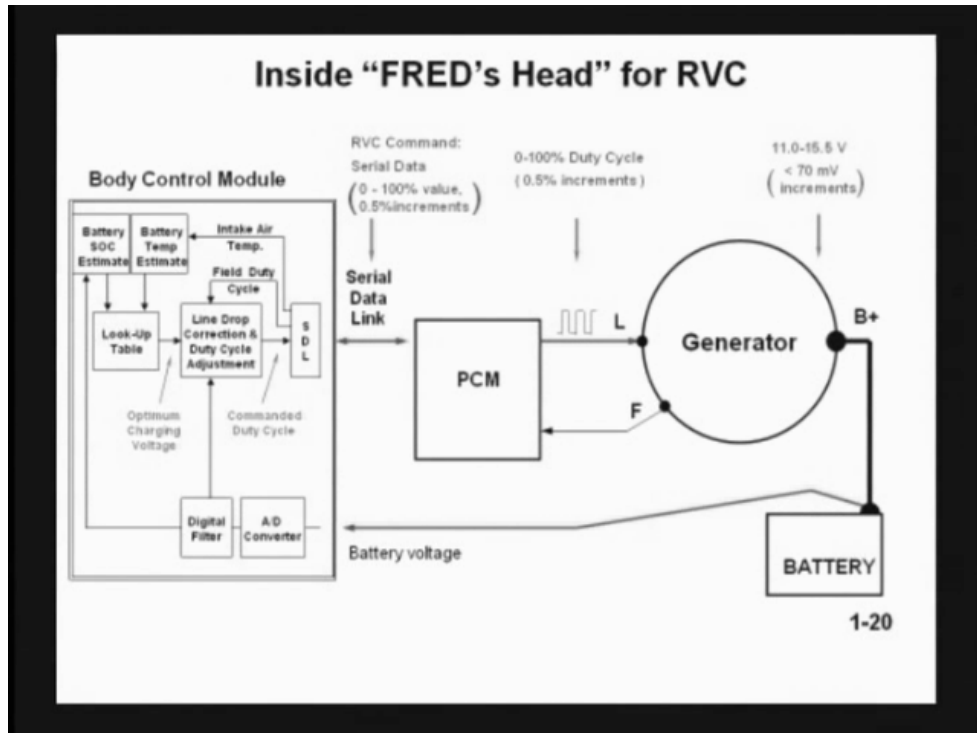 Inside “FRED's Head” for RVC
RVC Command:
Serial Data
(0 - 100% value,
0.5%increments)
0-100% Duty Cycle
(0.5% increments)
11.0-15.5 V
(< 70 mV
increments)
Body Control Module
Battery
SOC
Estimate
Battery
Temp
Estimate
Intake Air
Temp.
Field Duty
Cycle
Look-Up
Table
Line Drop
Correction &
Duty Cycle
Adjustment
S
D
L
Optimum
Charging
Voltage
Commanded
Duty Cycle
Digital
Filter
A/D
Converter
Serial
Data
Link
PCM
L
F
Generator
B+
Battery voltage
BATTERY
1-20